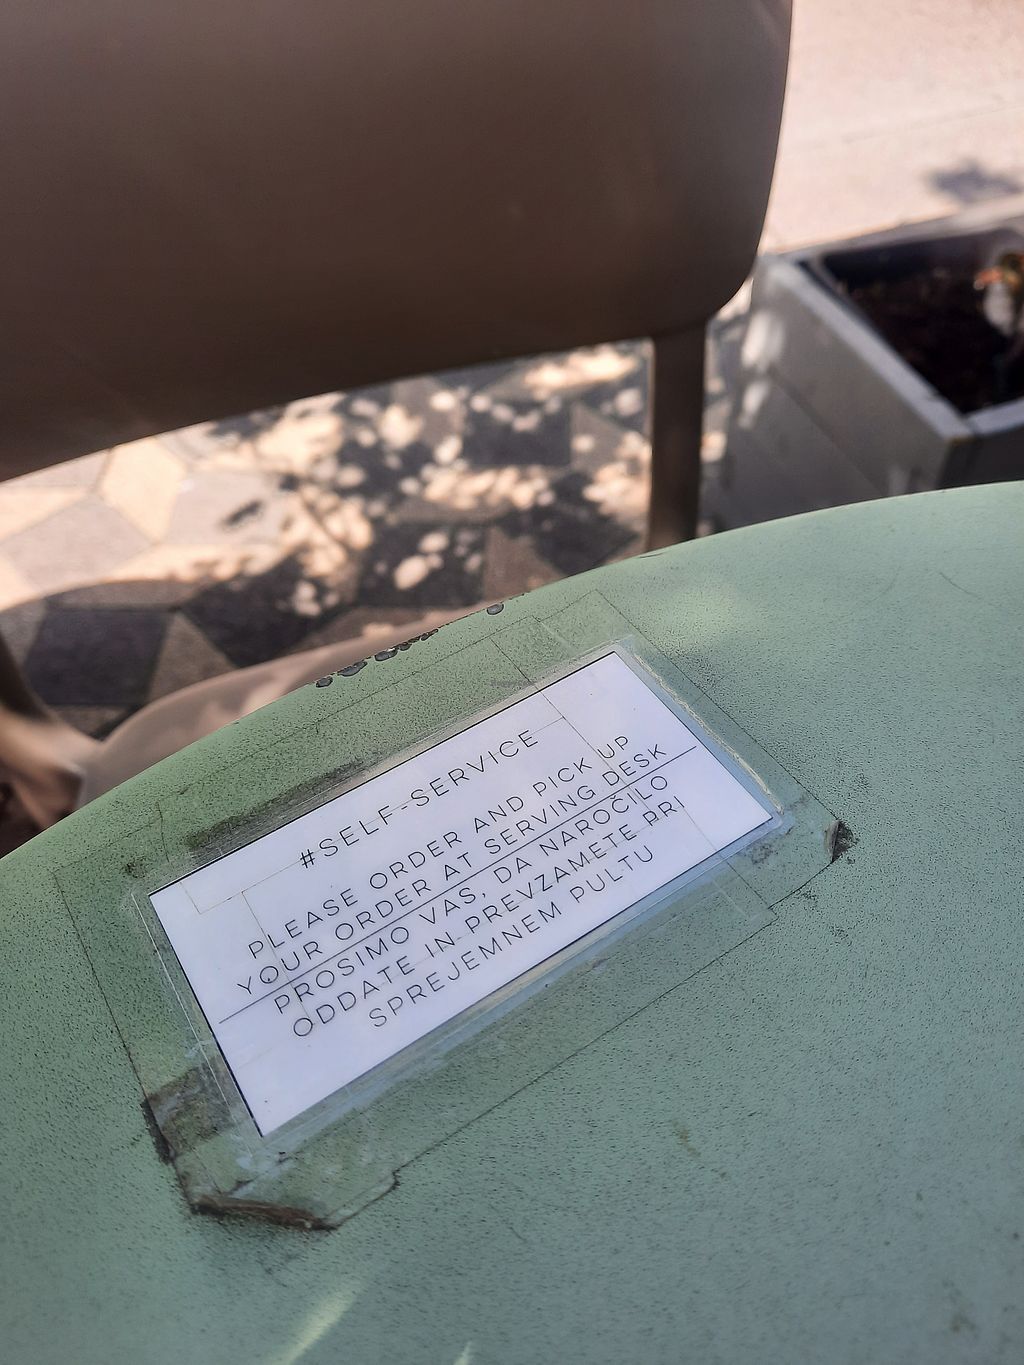 #SELF-SERVICE
PLEASE ORDER AND PICK UP
YOUR ORDER AT SERVING DESK
PROSIMO VAS, DA NAROČILO
ODDATE IN PREVZAMETE PRI
SPREJEMNEM PULTU